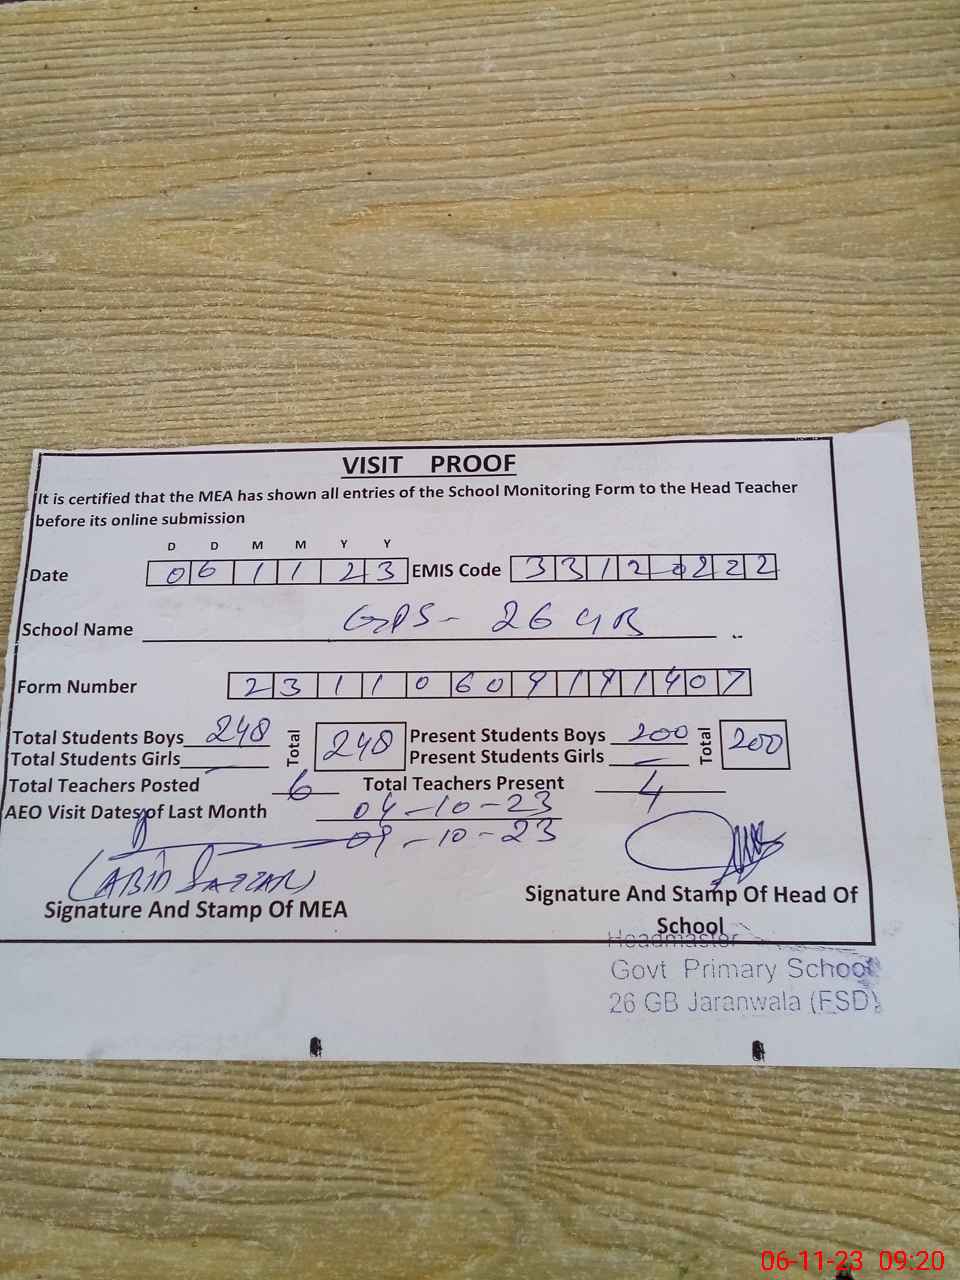 VISIT PROOF
It is certified that the MEA has shown all entries of the School Monitoring Form to the Head Teacher
before its online submission
D D M M Y Y
Date 06 11 23 EMIS Code 33120222
School Name GPS- 26 GB
Form Number 23110609191407
Total Students Boys 248 Total 248 Present Students Boys 200 Total 200
Total Students Girls — Present Students Girls —
Total Teachers Posted 6 Total Teachers Present 4
AEO Visit Dates of Last Month 04-10-23
09-10-23
Signature And Stamp Of MEA
Signature And Stamp Of Head Of
School
Headmaster
Govt Primary School
26 GB Jaranwala (FSD)
06-11-23 09:20